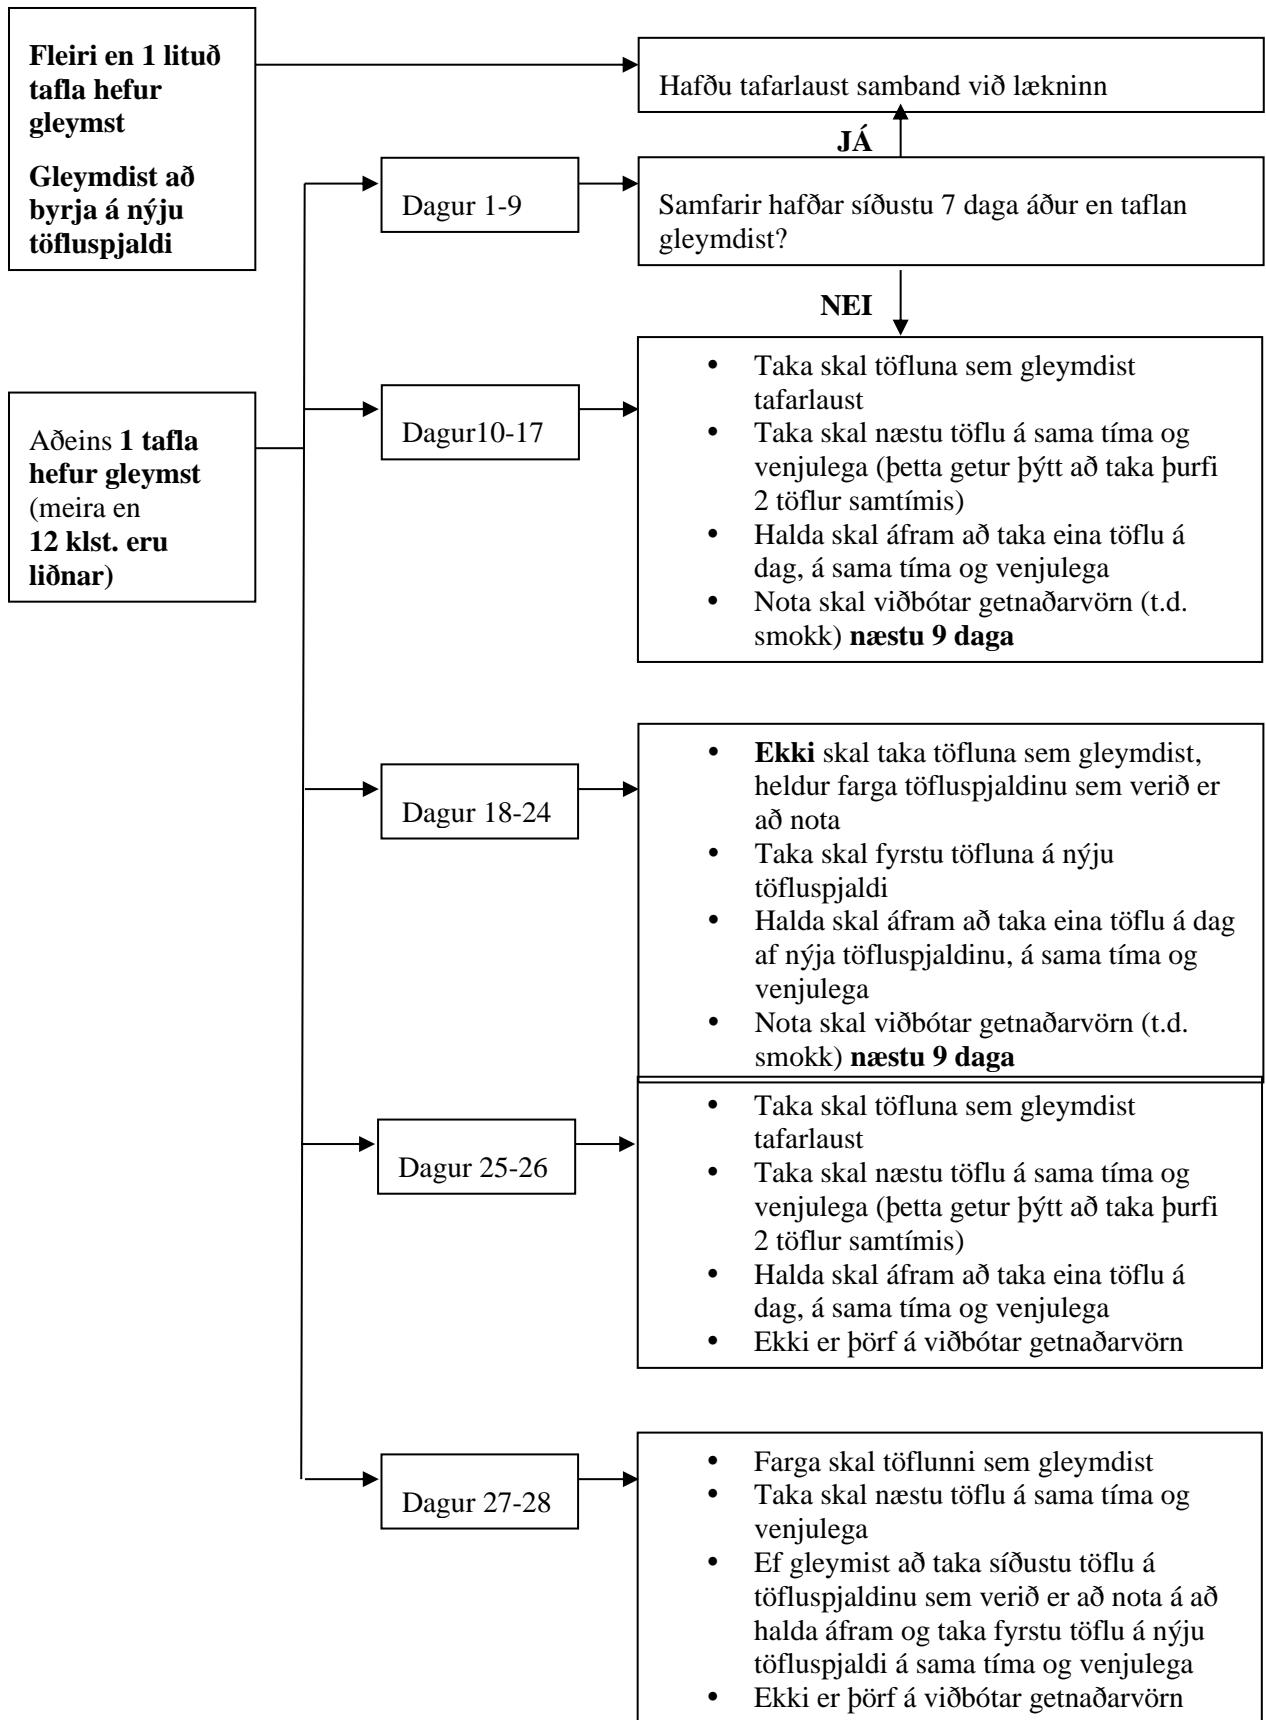 Fleiri en 1 lituð
tafla hefur
gleymst
Gleymdist að
byrja á nýju
töfluspjaldi
Hafðu tafarlaust samband við lækninn
JÁ
Dagur 1-9
Samfarir hafðar síðustu 7 daga áður en taflan
gleymdist?
NEI
Aðeins 1 tafla
hefur gleymst
(meira en
12 klst. eru
liðnar)
Dagur10-17
• Taka skal töfluna sem gleymdist
tafarlaust
• Taka skal næstu töflu á sama tíma og
venjulega (þetta getur þýtt að taka þurfi
2 töflur samtímis)
• Halda skal áfram að taka eina töflu á
dag, á sama tíma og venjulega
• Nota skal viðbótar getnaðarvörn (t.d.
smokk) næstu 9 daga
Dagur 18-24
• Ekki skal taka töfluna sem gleymdist,
heldur farga töfluspjaldinu sem verið er
að nota
• Taka skal fyrstu töfluna á nýju
töfluspjaldi
• Halda skal áfram að taka eina töflu á dag
af nýja töfluspjaldinu, á sama tíma og
venjulega
• Nota skal viðbótar getnaðarvörn (t.d.
smokk) næstu 9 daga
Dagur 25-26
• Taka skal töfluna sem gleymdist
tafarlaust
• Taka skal næstu töflu á sama tíma og
venjulega (þetta getur þýtt að taka þurfi
2 töflur samtímis)
• Halda skal áfram að taka eina töflu á
dag, á sama tíma og venjulega
• Ekki er þörf á viðbótar getnaðarvörn
Dagur 27-28
• Farga skal töflunni sem gleymdist
• Taka skal næstu töflu á sama tíma og
venjulega
• Ef gleymist að taka síðustu töflu á
töfluspjaldinu sem verið er að nota á að
halda áfram og taka fyrstu töflu á nýju
töfluspjaldi á sama tíma og venjulega
• Ekki er þörf á viðbótar getnaðarvörn